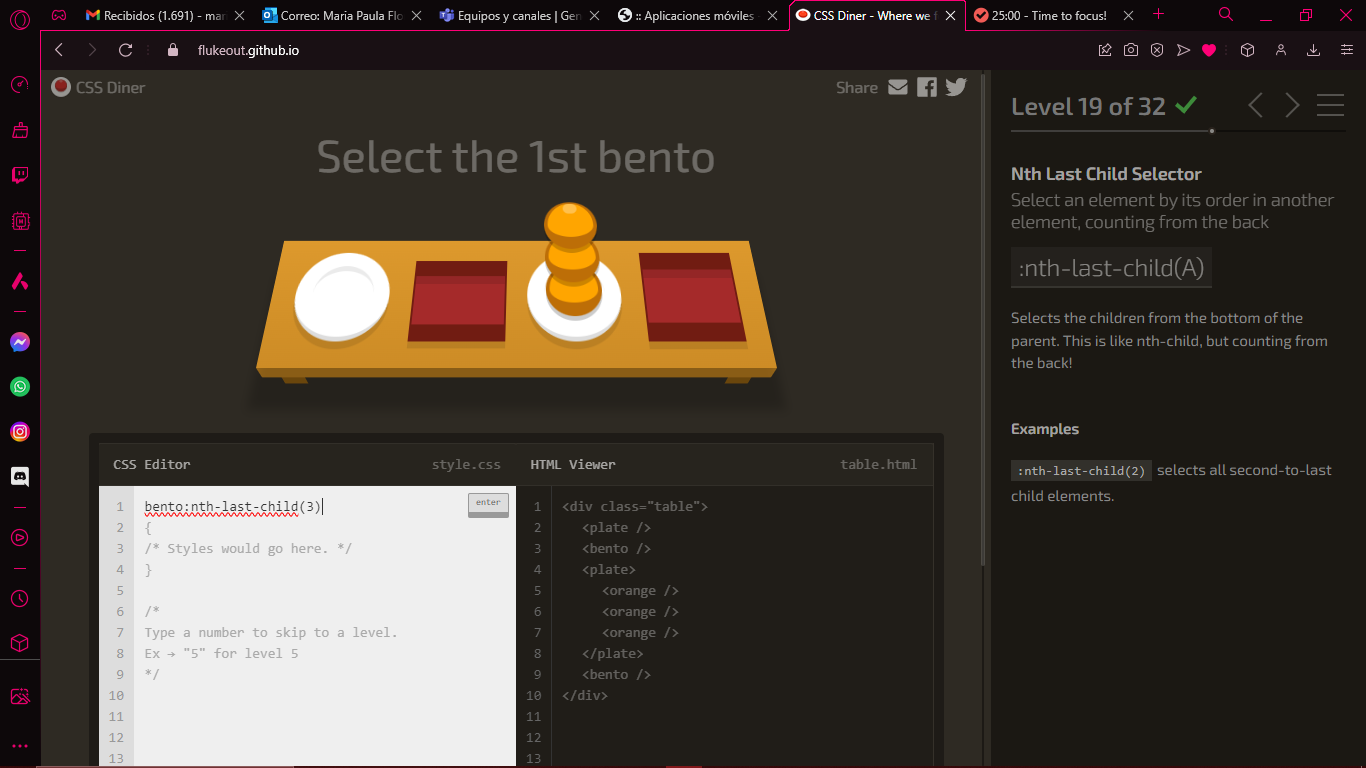 Recibidos (1.691) - mar
Correo: Maria Paula Flo
Equipos y canales | Gen
:: Aplicaciones móviles -
CSS Diner - Where we f
25:00 - Time to focus!
flukeout.github.io
CSS Diner
Share
Select the 1st bento
CSS Editor
style.css
HTML Viewer
table.html
enter
1 bento:nth-last-child(3)
2 {
3 /* Styles would go here. */
4 }
5
6 /*
7 Type a number to skip to a level.
8 Ex → "5" for level 5
9 */
10
11
12
13
1 <div class="table">
2 <plate />
3 <bento />
4 <plate>
5 <orange />
6 <orange />
7 <orange />
8 </plate>
9 <bento />
10 </div>
11
12
13
Level 19 of 32
Nth Last Child Selector
Select an element by its order in another
element, counting from the back
:nth-last-child(A)
Selects the children from the bottom of the
parent. This is like nth-child, but counting from
the back!
Examples
:nth-last-child(2) selects all second-to-last
child elements.